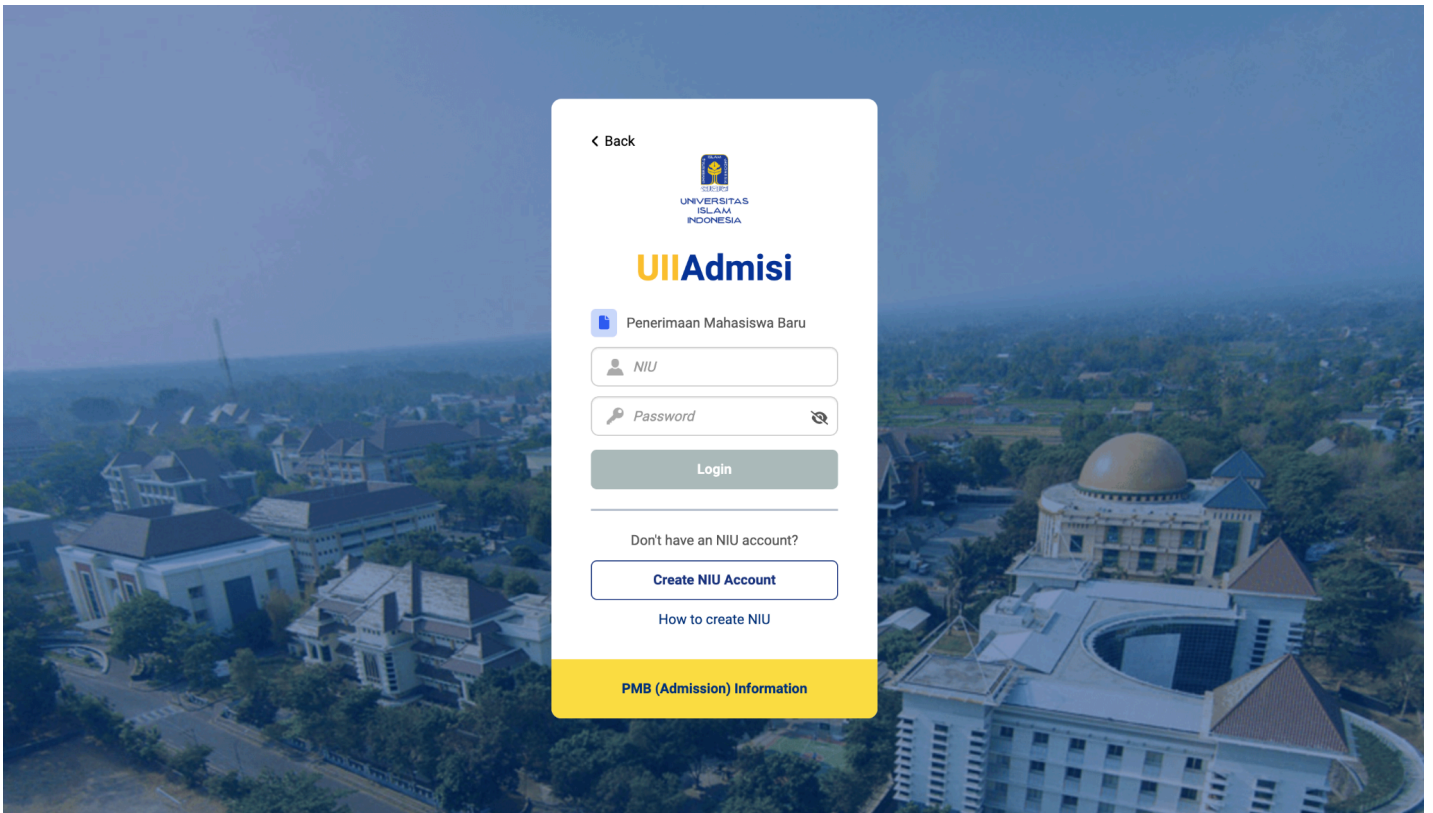 Back
UNIVERSITAS
ISLAM
INDONESIA
UIIAdmisi
Penerimaan Mahasiswa Baru
NIU
Password
Login
Don't have an NIU account?
Create NIU Account
How to create NIU
PMB (Admission) Information